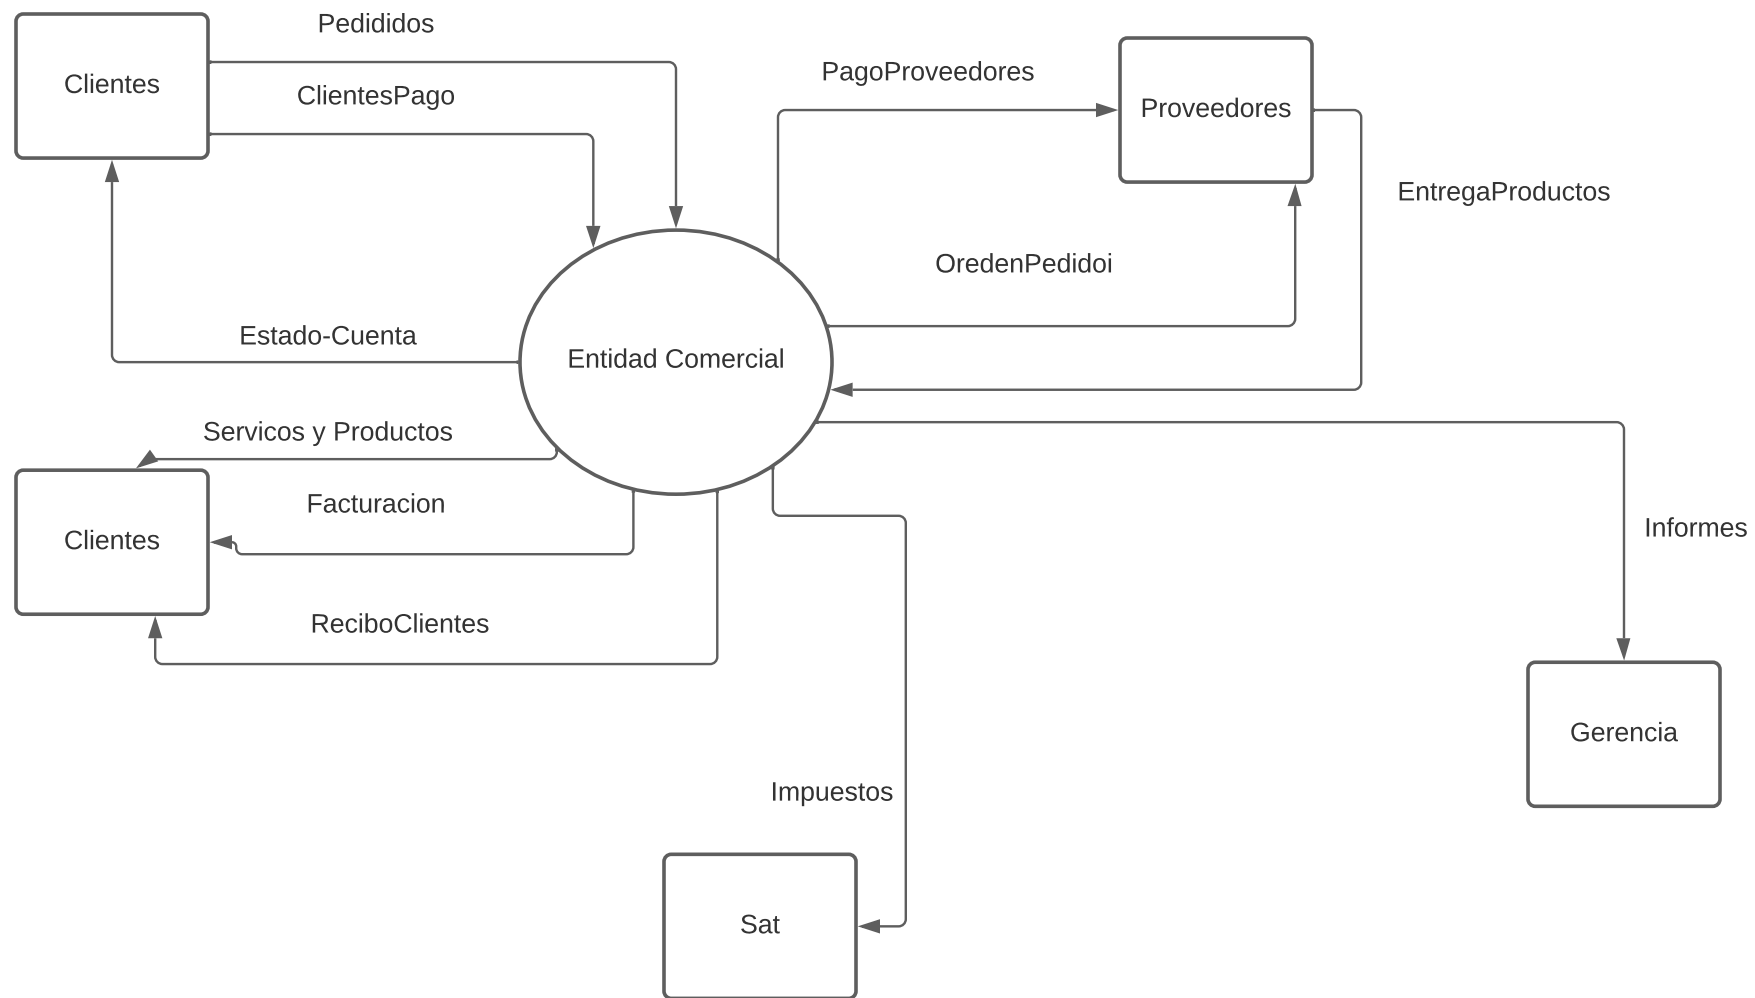 Pedididos
Clientes
ClientesPago
PagoProveedores
Proveedores
EntregaProductos
OredenPedidoi
Estado-Cuenta
Entidad Comercial
Servicos y Productos
Facturacion
Clientes
Informes
ReciboClientes
Gerencia
Impuestos
Sat